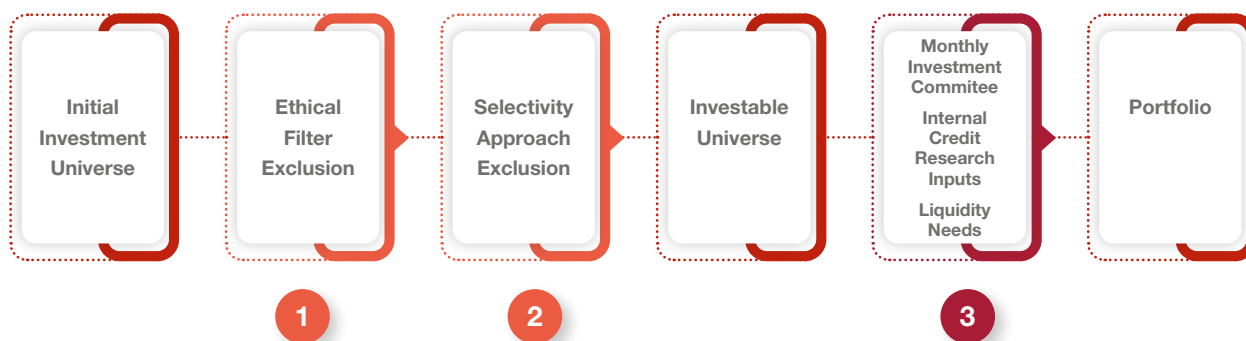 Initial
Investment
Universe
Ethical
Filter
Exclusion
Selectivity
Approach
Exclusion
Investable
Universe
Monthly
Investment
Commitee
Internal
Credit
Research
Inputs
Liquidity
Needs
Portfolio
1
2
3